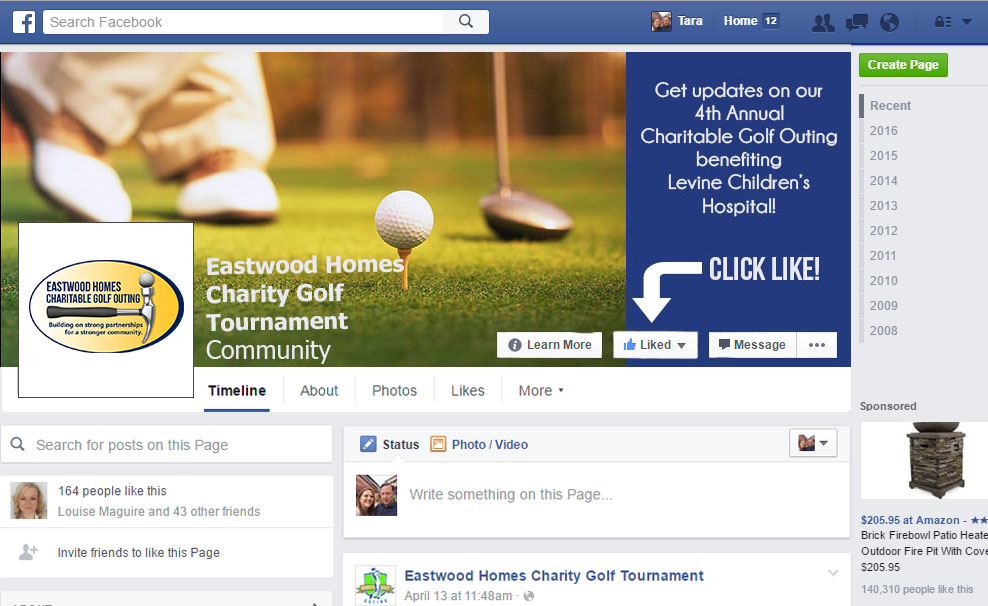 Search Facebook
Tara
Home 12
Get updates on our
4th Annual
Charitable Golf Outing
benefiting
Levine Children's
Hospital!
CLICK LIKE!
EASTWOOD HOMES
CHARITABLE GOLF OUTING
Building on strong partnerships
for a stronger community.
Eastwood Homes
Charity Golf
Tournament
Community
Learn More
Liked
Message
Timeline
About
Photos
Likes
More
Search for posts on this Page
164 people like this
Louise Maguire and 43 other friends
Invite friends to like this Page
Status
Photo / Video
Write something on this Page...
Eastwood Homes Charity Golf Tournament
April 13 at 11:48am ·
Create Page
Recent
2016
2015
2014
2013
2012
2011
2010
2009
2008
Sponsored
$205.95 at Amazon - ★★
Brick Firebowl Patio Heate
Outdoor Fire Pit With Cove
$205.95
140,310 people like this